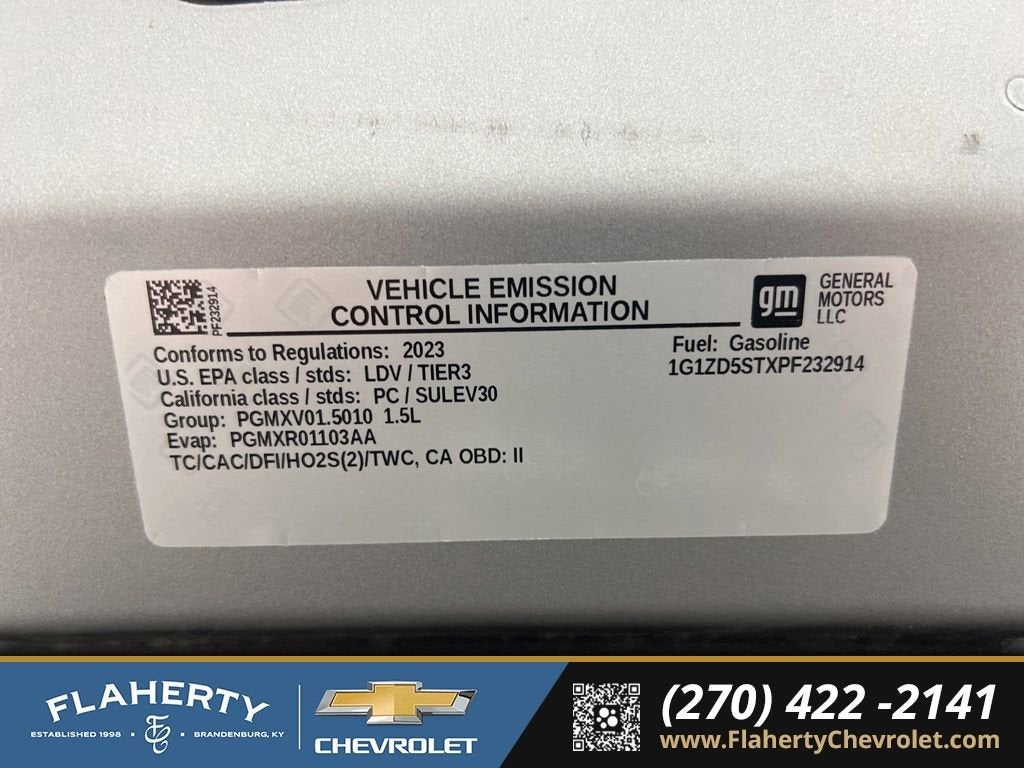 PF232914
VEHICLE EMISSION
CONTROL INFORMATION
gm
GENERAL
MOTORS
LLC
Conforms to Regulations: 2023
U.S. EPA class / stds: LDV / TIER3
California class / stds: PC / SULEV30
Group: PGMXV01.5010 1.5L
Evap: PGMXR01103AA
TC/CAC/DFI/HO2S(2)/TWC, CA OBD: II
Fuel: Gasoline
1G1ZD5STXPF232914
FLAHERTY
ESTABLISHED 1998 • • BRANDENBURG, KY
CHEVROLET
(270) 422 -2141
www.FlahertyChevrolet.com